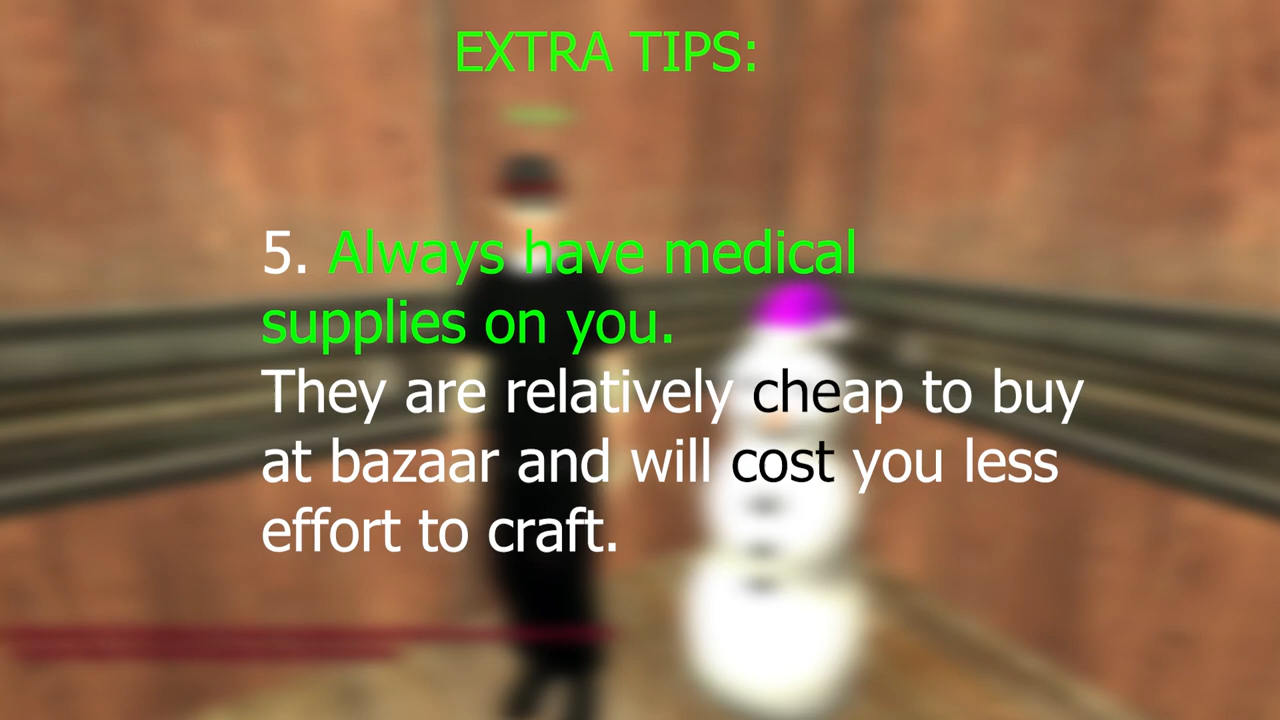 EXTRA TIPS:
5. Always have medical
supplies on you.
They are relatively cheap to buy
at bazaar and will cost you less
effort to craft.